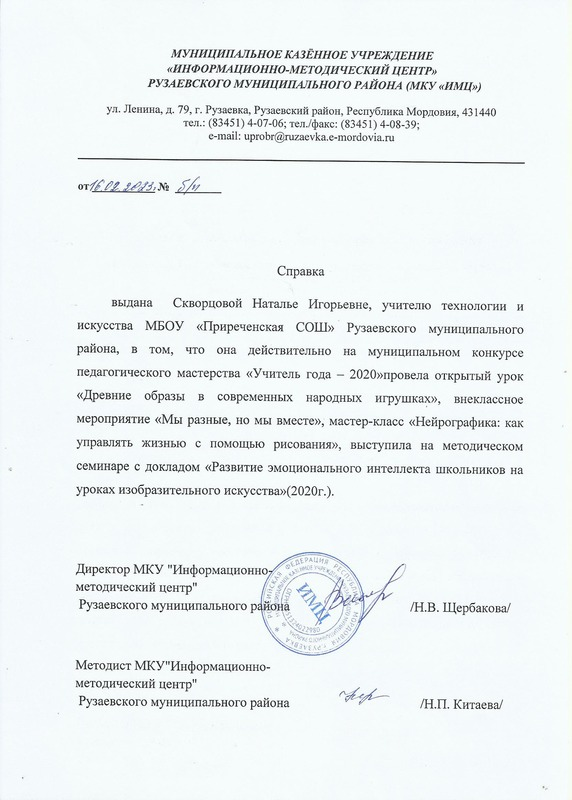 МУНИЦИПАЛЬНОЕ КАЗЁННОЕ УЧРЕЖДЕНИЕ
«ИНФОРМАЦИОННО-МЕТОДИЧЕСКИЙ ЦЕНТР»
РУЗАЕВСКОГО МУНИЦИПАЛЬНОГО РАЙОНА (МКУ «ИМЦ»)
ул. Ленина, д. 79, г. Рузаевка, Рузаевский район, Республика Мордовия, 431440
тел.: (83451) 4-07-06; тел./факс: (83451) 4-08-39;
e-mail: uprobr@ruzaevka.e-mordovia.ru
от 16.02.2023. № б/н
Справка
выдана Скворцовой Наталье Игорьевне, учителю технологии и
искусства МБОУ «Приреченская СОШ» Рузаевского муниципального
района, в том, что она действительно на муниципальном конкурсе
педагогического мастерства «Учитель года – 2020»провела открытый урок
«Древние образы в современных народных игрушках», внеклассное
мероприятие «Мы разные, но мы вместе», мастер-класс «Нейрографика: как
управлять жизнью с помощью рисования», выступила на методическом
семинаре с докладом «Развитие эмоционального интеллекта школьников на
уроках изобразительного искусства»(2020г.).
Директор МКУ "Информационно-
методический центр"
Рузаевского муниципального района /Н.В. Щербакова/
РОССИЙСКАЯ ФЕДЕРАЦИЯ РЕСПУБЛИКА МОРДОВИЯ Г РУЗАЕВКА
ИМЦ
Методист МКУ"Информационно-
методический центр"
Рузаевского муниципального района /Н.П. Китаева/